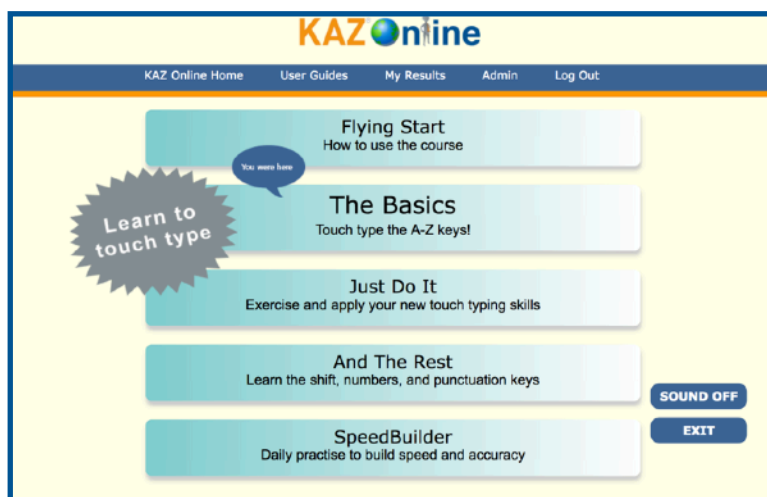 KAZ Online
KAZ Online Home User Guides My Results Admin Log Out
Flying Start
How to use the course
You were here
Learn to
touch type
The Basics
Touch type the A-Z keys!
Just Do It
Exercise and apply your new touch typing skills
And The Rest
Learn the shift, numbers, and punctuation keys
SOUND OFF
EXIT
SpeedBuilder
Daily practise to build speed and accuracy